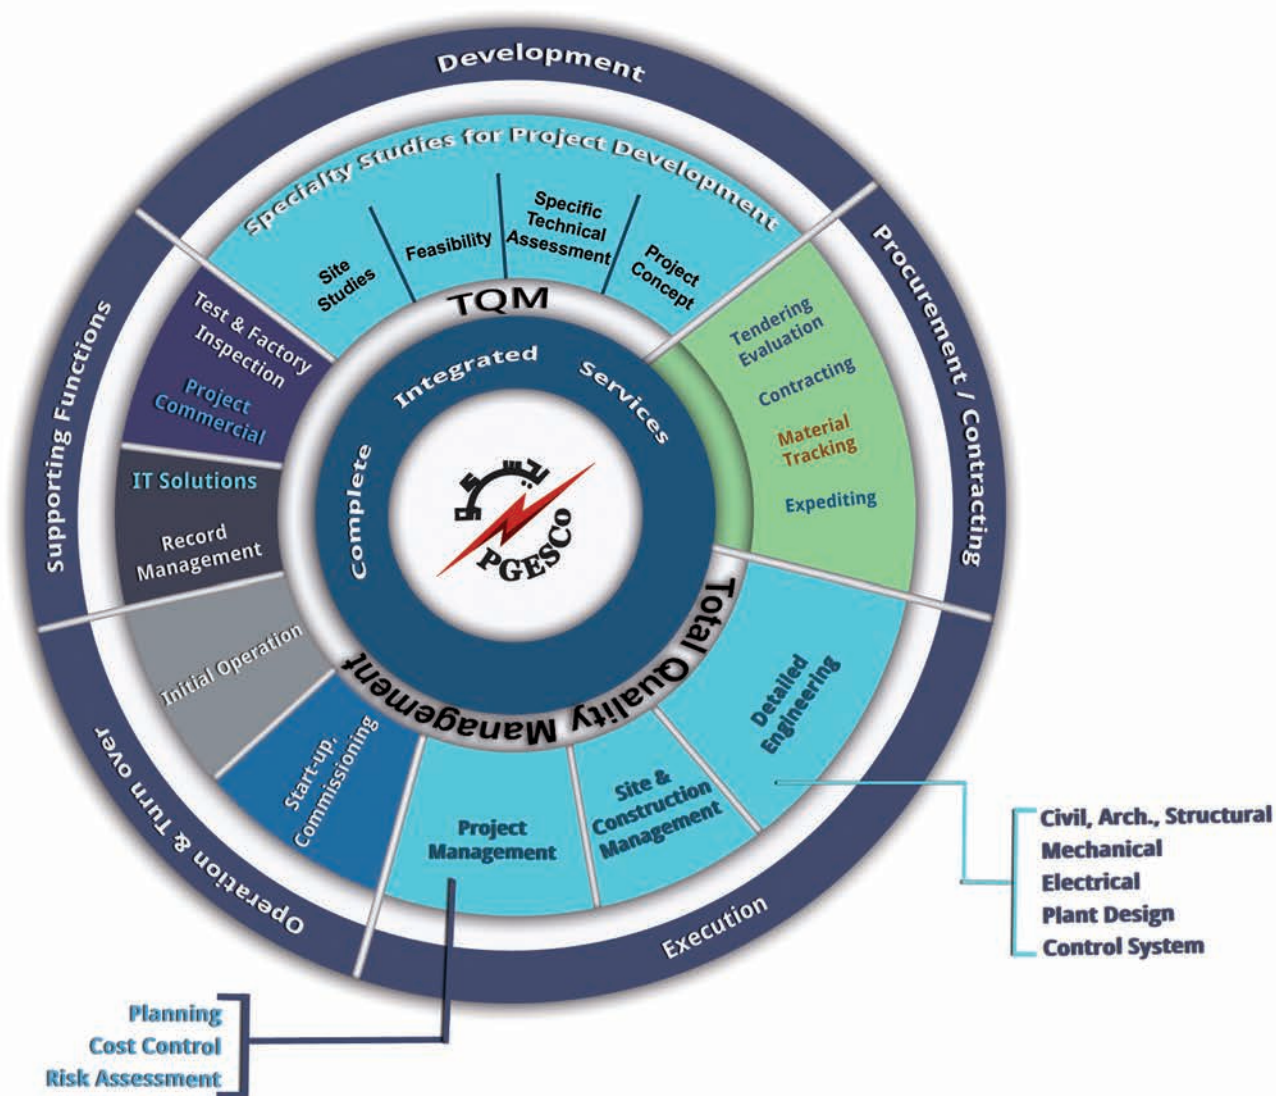 Development
Specialty Studies for Project Development
Site
Studies
Feasibility
Specific
Technical
Assessment
Project
Concept
TQM
Procurement / Contracting
Tendering
Evaluation
Contracting
Material
Tracking
Expediting
Supporting Functions
Test & Factory
Inspection
Project
Commercial
IT Solutions
Record
Management
Complete Integrated Services
بجسكو
PGESCo
Total Quality Management
Operation & Turn over
Initial Operation
Start-up,
Commissioning
Execution
Project
Management
Site &
Construction
Management
Detailed
Engineering
Civil, Arch., Structural
Mechanical
Electrical
Plant Design
Control System
Planning
Cost Control
Risk Assessment